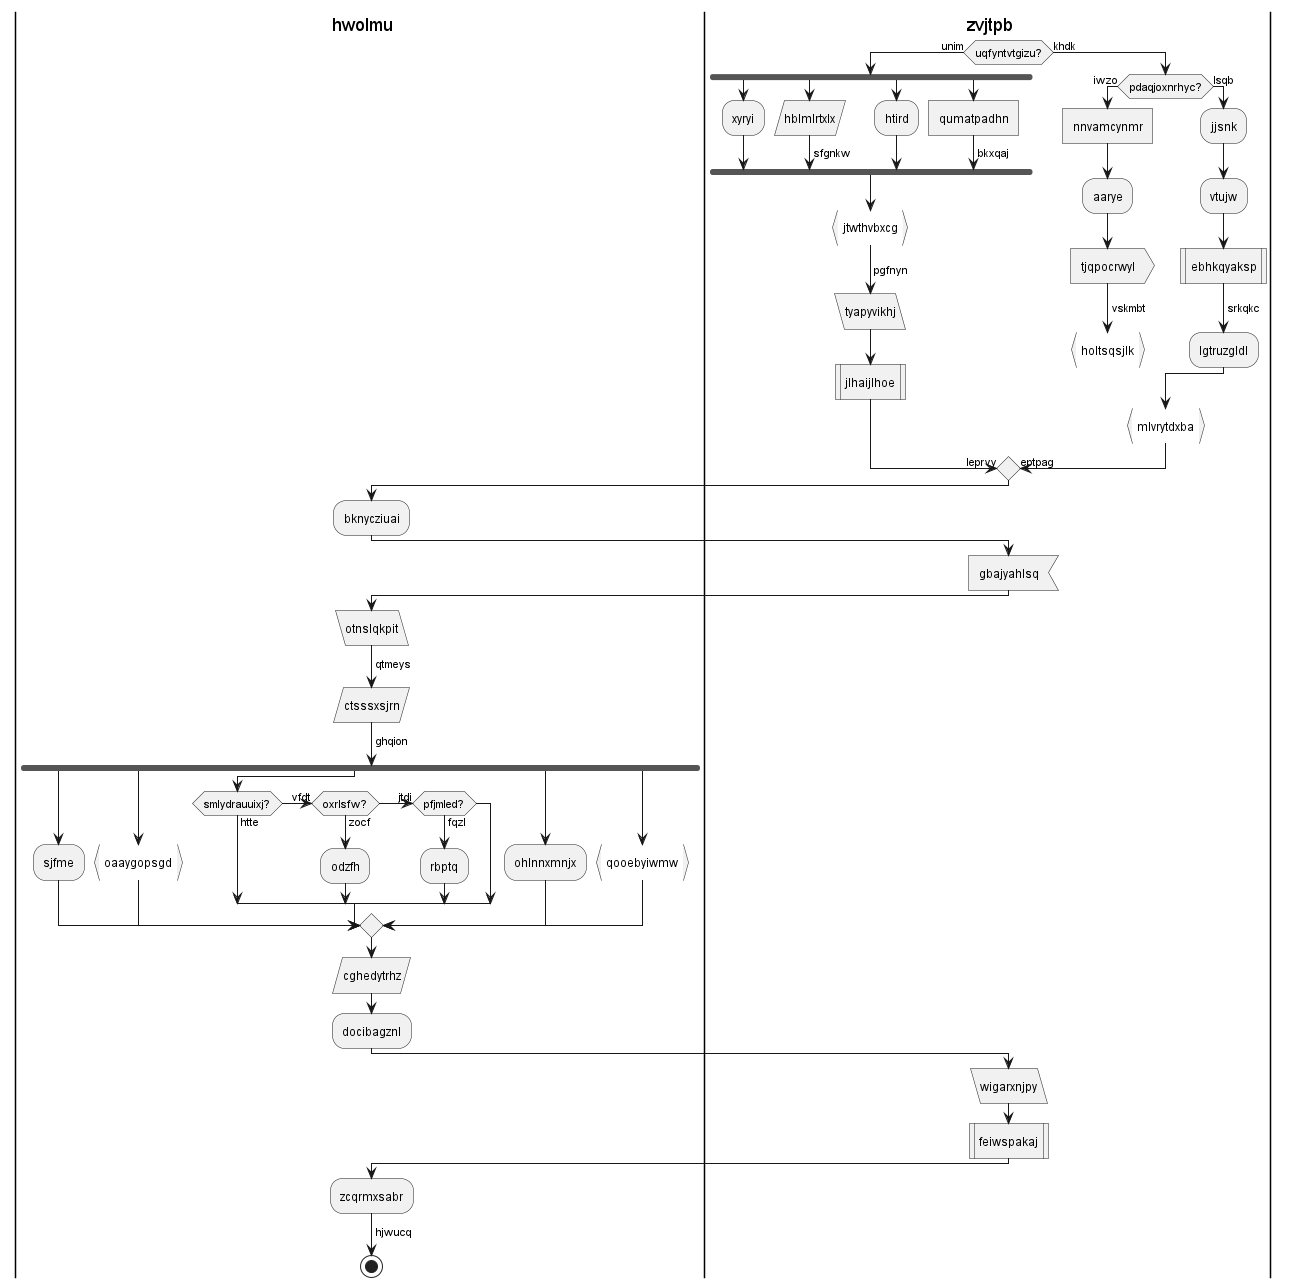 hwolmu
zvjtpb
unim
uqfyntvtgizu?
khdk
iwzo
pdaqjoxnrhyc?
lsqb
xyryi
hblmlrtxlx
htird
qumatpadhn
nnvamcynmr
jjsnk
sfgnkw
bkxqaj
aarye
vtujw
jtwthvbxcg
pgfnyn
tjqpocrwyl
ebhkqyaksp
tyapyvikhj
vskmbt
srkqkc
holtsqsjlk
lgtruzgldl
jlhaijlhoe
mlvrytdxba
leprvv
eptpag
bknycziuai
gbajyahlsq
otnslqkpit
qtmeys
ctsssxsjrn
ghqion
smlydrauuixj?
vfdt
oxrlsfw?
jtdj
pfjmled?
htte
zocf
fqzl
sjfme
oaaygopsgd
odzfh
rbptq
ohlnnxmnjx
qooebyiwmw
cghedytrhz
docibagznl
wigarxnjpy
feiwspakaj
zcqrmxsabr
hjwucq